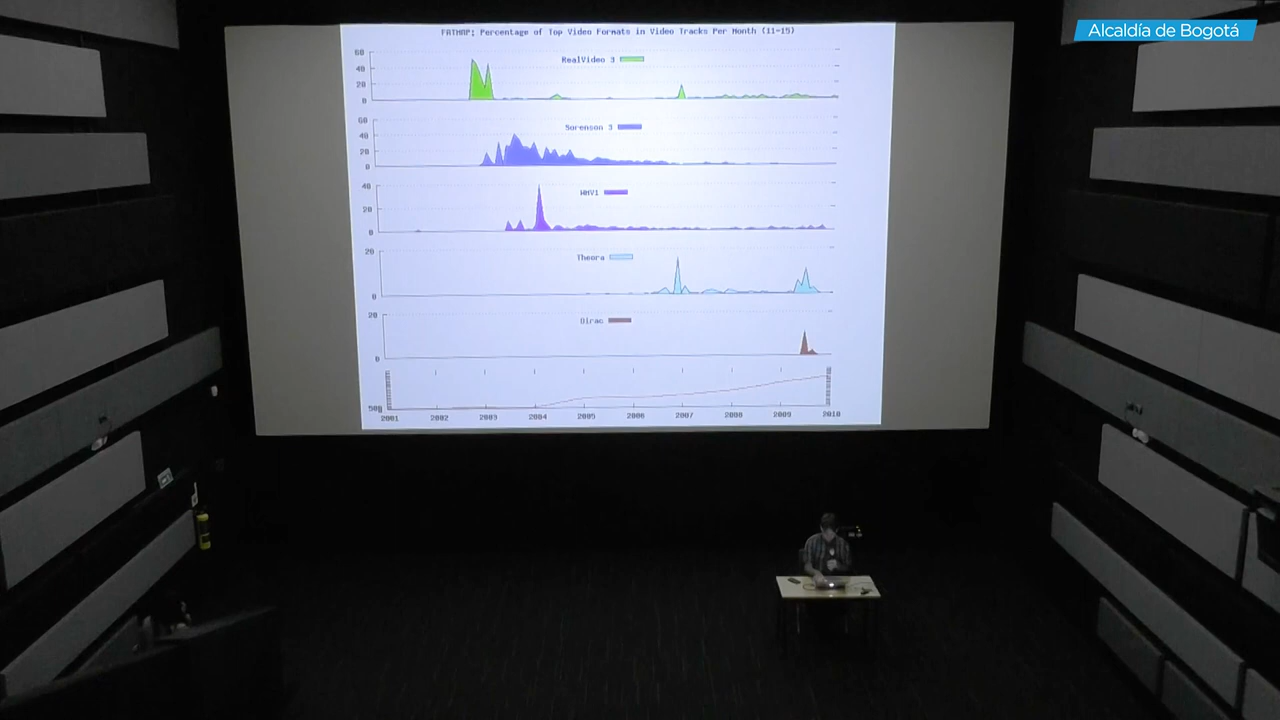 Alcaldía de Bogotá
FATMAP: Percentage of Top Video Formats in Video Tracks Per Month (11-15)
60
RealVideo 3
40
20
0
60
Sorenson 3
40
20
0
40
WMV1
20
0
20
Theora
0
20
Dirac
0
500
2001 2002 2003 2004 2005 2006 2007 2008 2009 2010